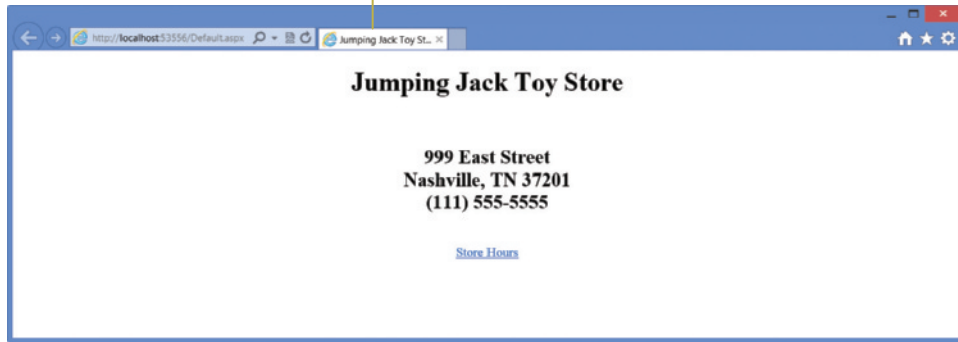 http://localhost:53556/Default.aspx
Jumping Jack Toy St...
Jumping Jack Toy Store
999 East Street
Nashville, TN 37201
(111) 555-5555
Store Hours